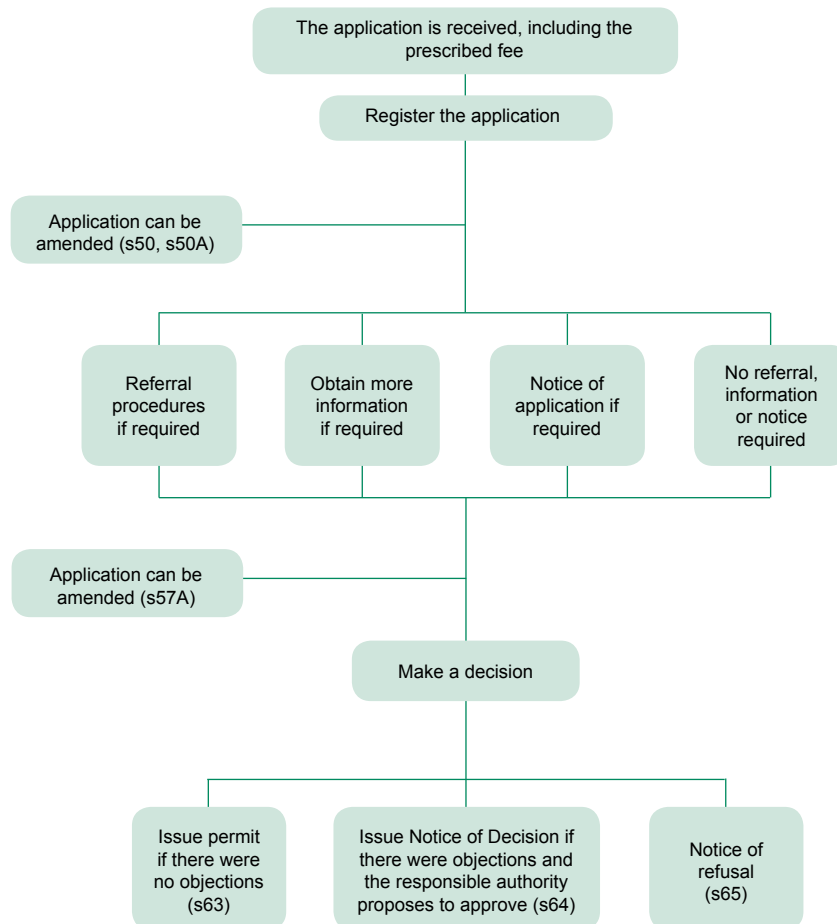 The application is received, including the
prescribed fee
Register the application
Application can be
amended (s50, s50A)
Referral
procedures
if required
Obtain more
information
if required
Notice of
application if
required
No referral,
information
or notice
required
Application can be
amended (s57A)
Make a decision
Issue permit
if there were
no objections
(s63)
Issue Notice of Decision if
there were objections and
the responsible authority
proposes to approve (s64)
Notice of
refusal
(s65)